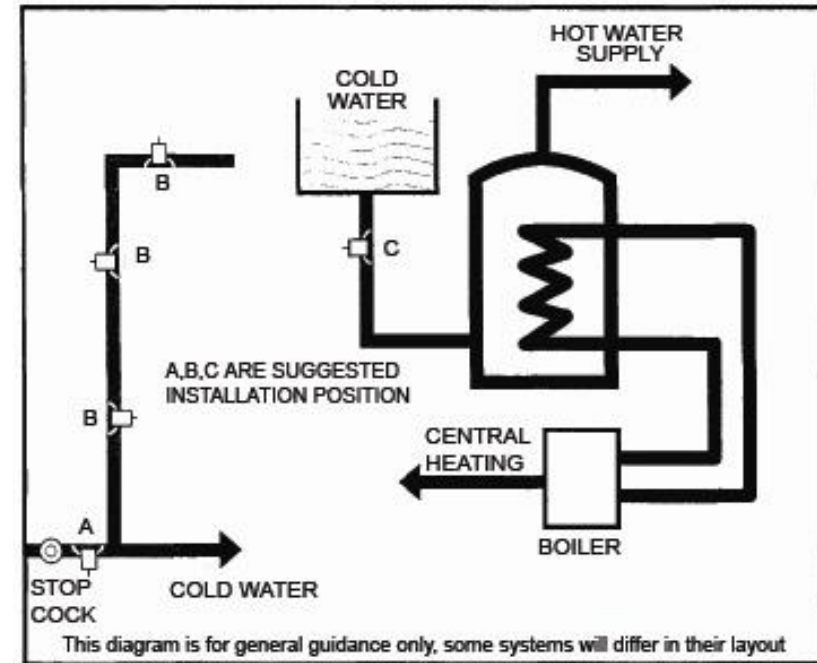 HOT WATER
SUPPLY
COLD
WATER
B
B
C
A,B,C ARE SUGGESTED
INSTALLATION POSITION
B
CENTRAL
HEATING
A
BOILER
STOP
COCK
COLD WATER
This diagram is for general guidance only, some systems will differ in their layout